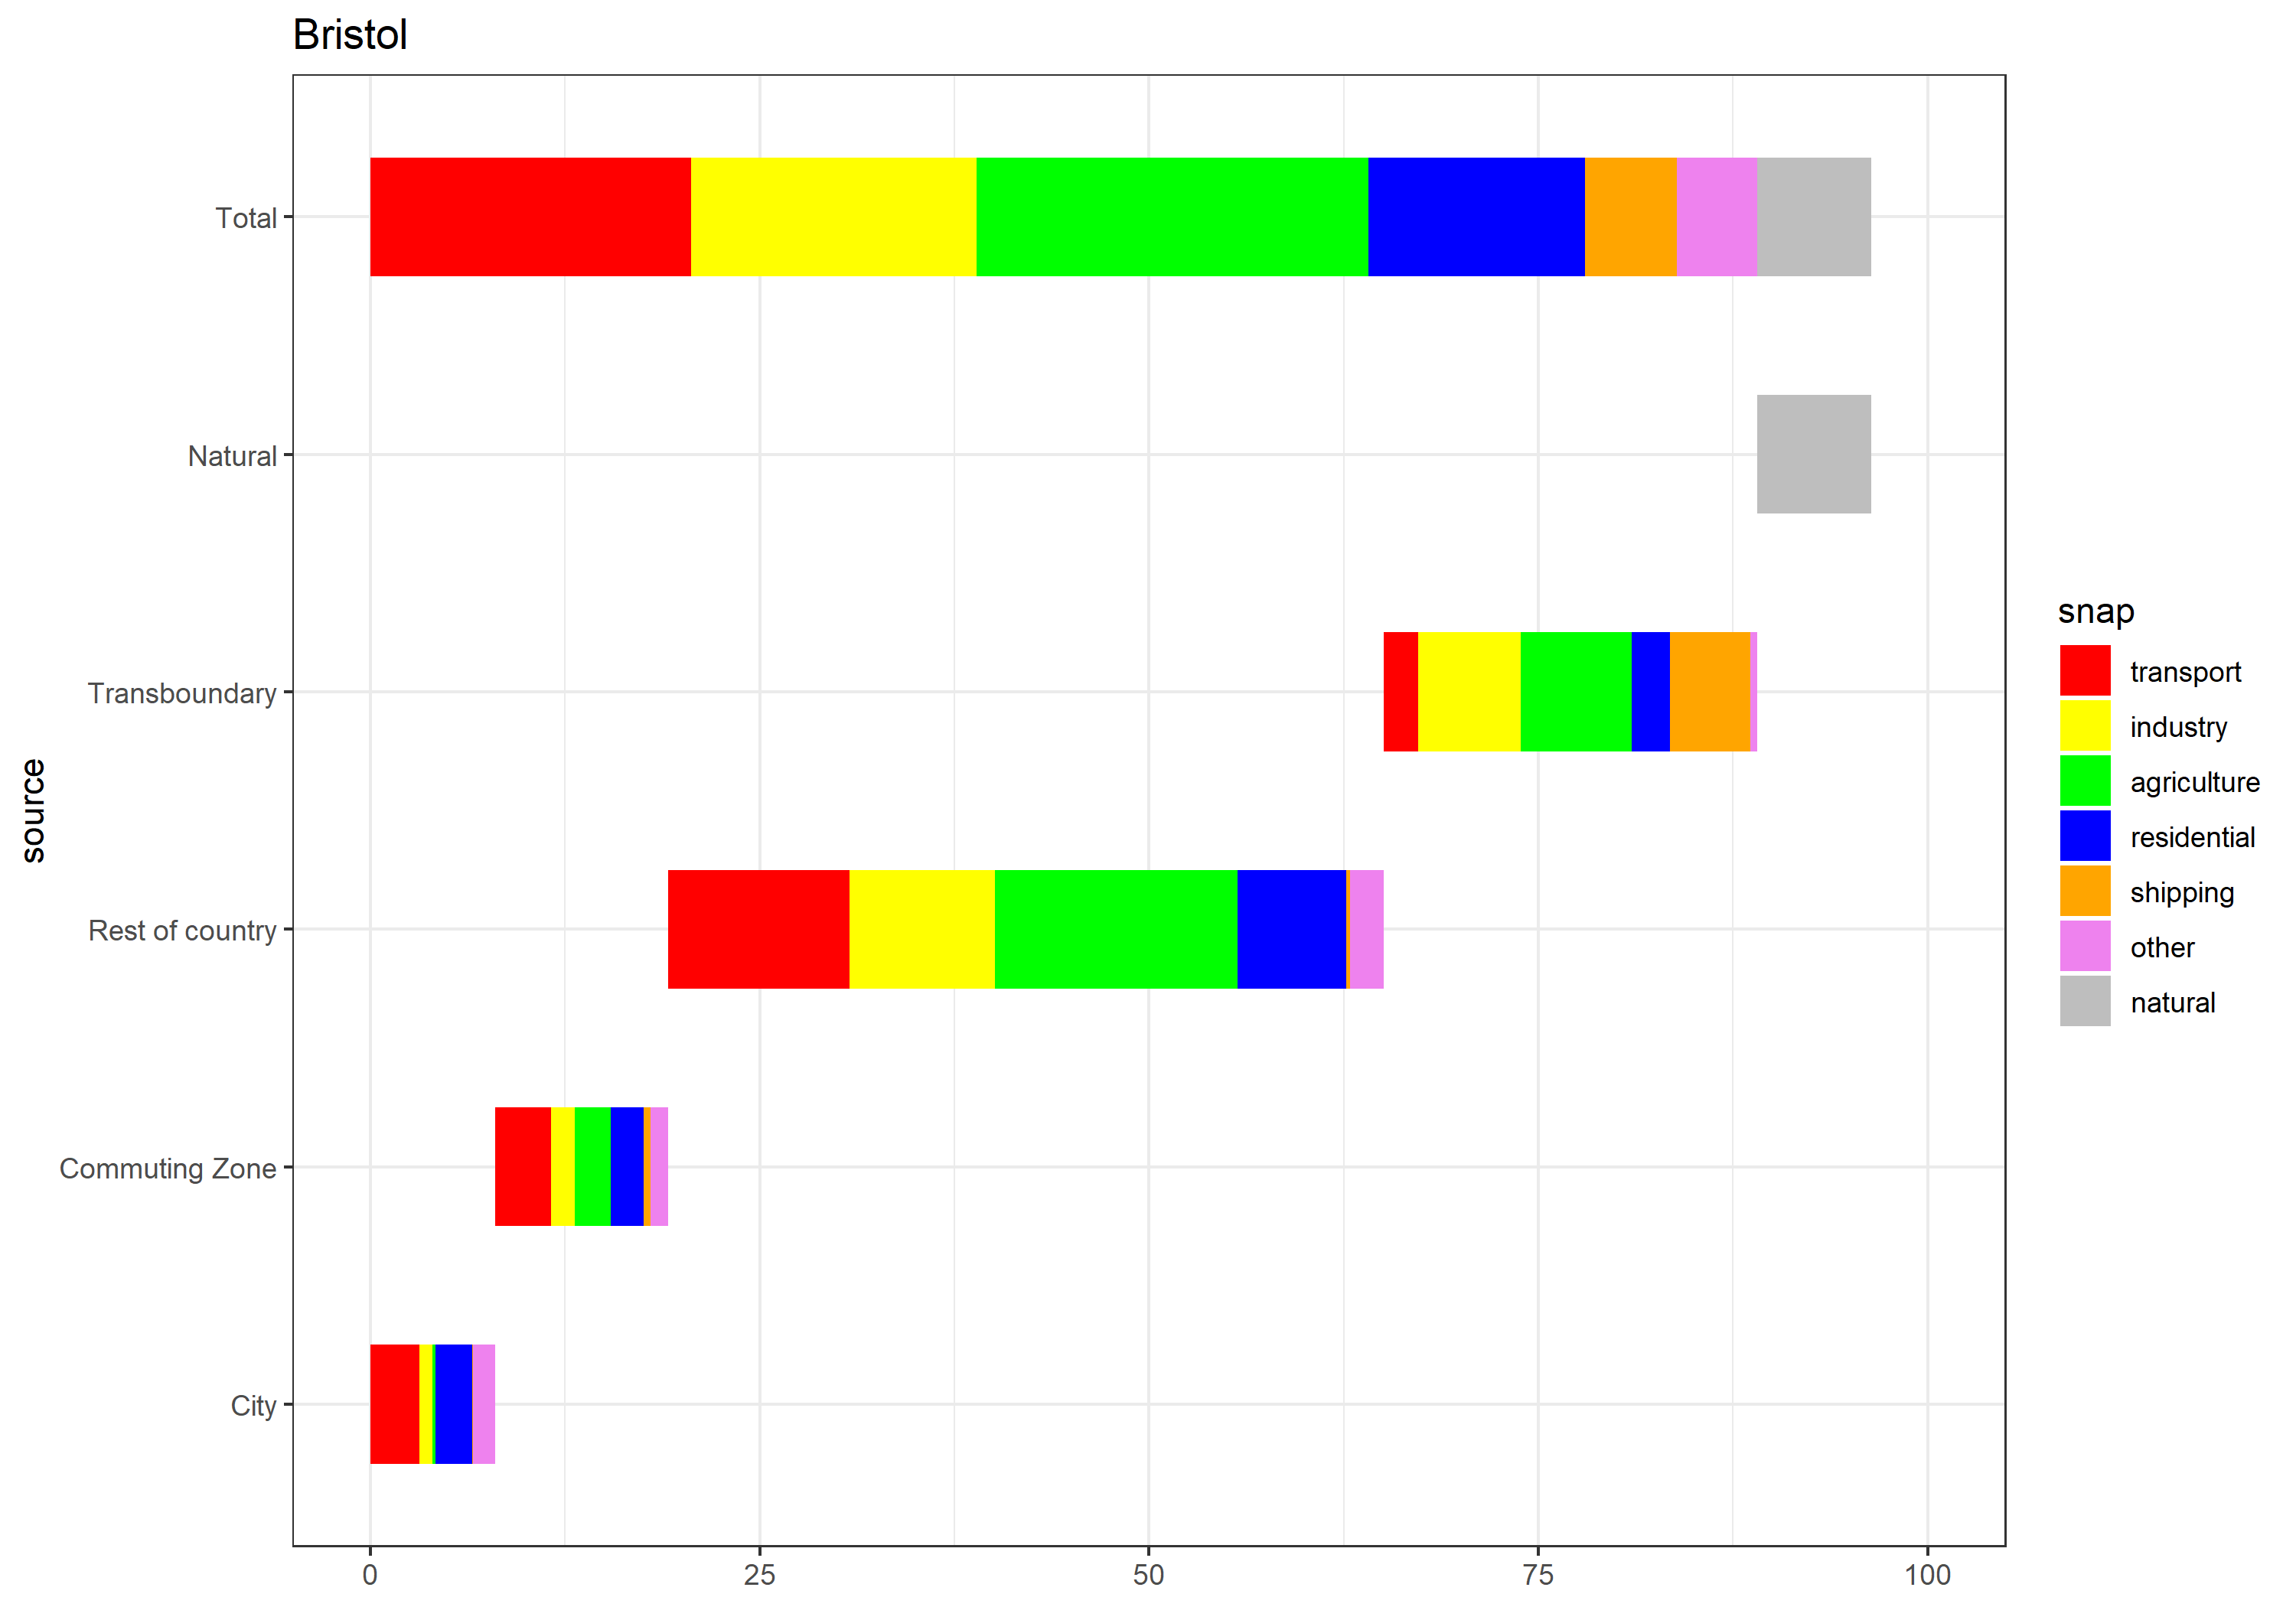 Bristol
Total
Natural
Transboundary
Rest of country
Commuting Zone
City
source
0 25 50 75 100
snap
transport
industry
agriculture
residential
shipping
other
natural